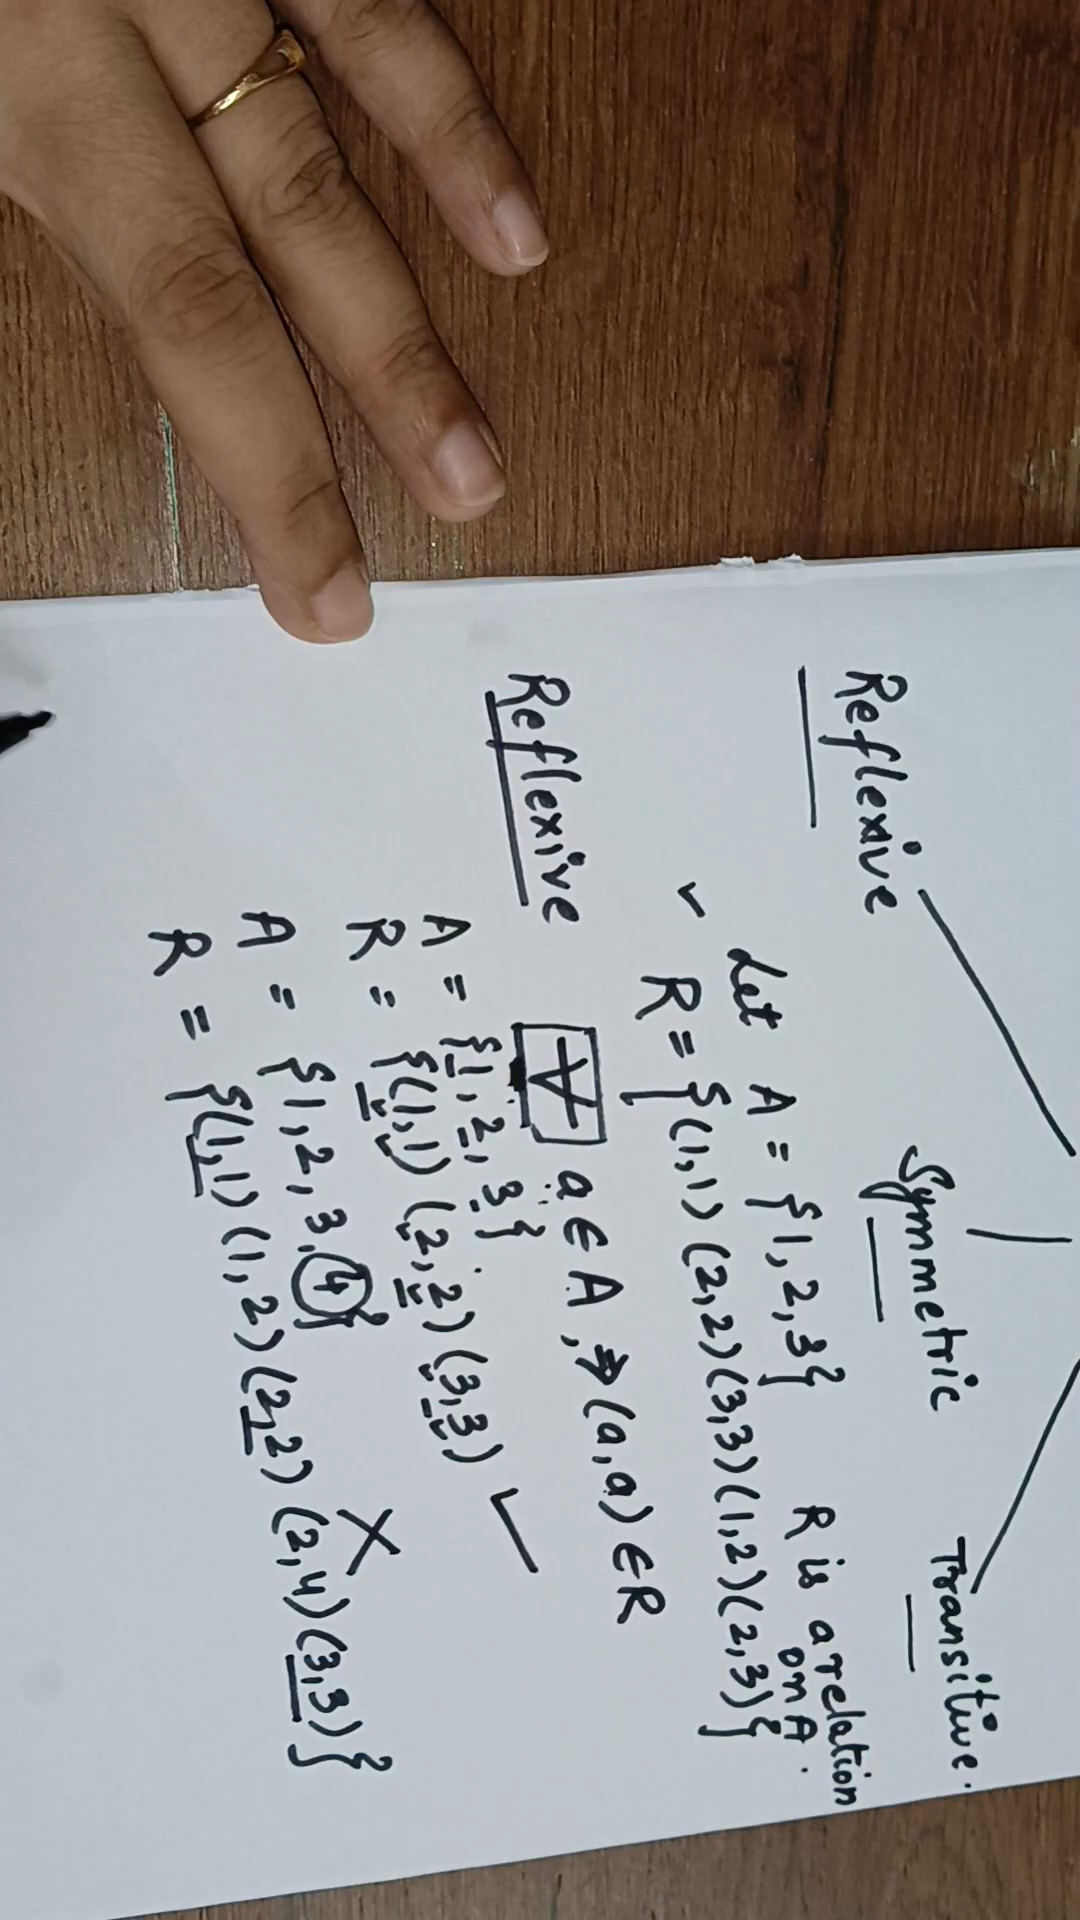 Reflexive Symmetric Transitive.
Let A = {1, 2, 3} R is a relation on A.
R = {(1,1) (2,2) (3,3) (1,2) (2,3)}
Reflexive ∀ a ∈ A, ⇒ (a, a) ∈ R
A = {1, 2, 3}
R = {(1,1) (2,2) (3,3) ✓
A = {1, 2, 3, 4} ✗
R = {(1,1) (1,2) (2,2) (2,4) (3,3)}